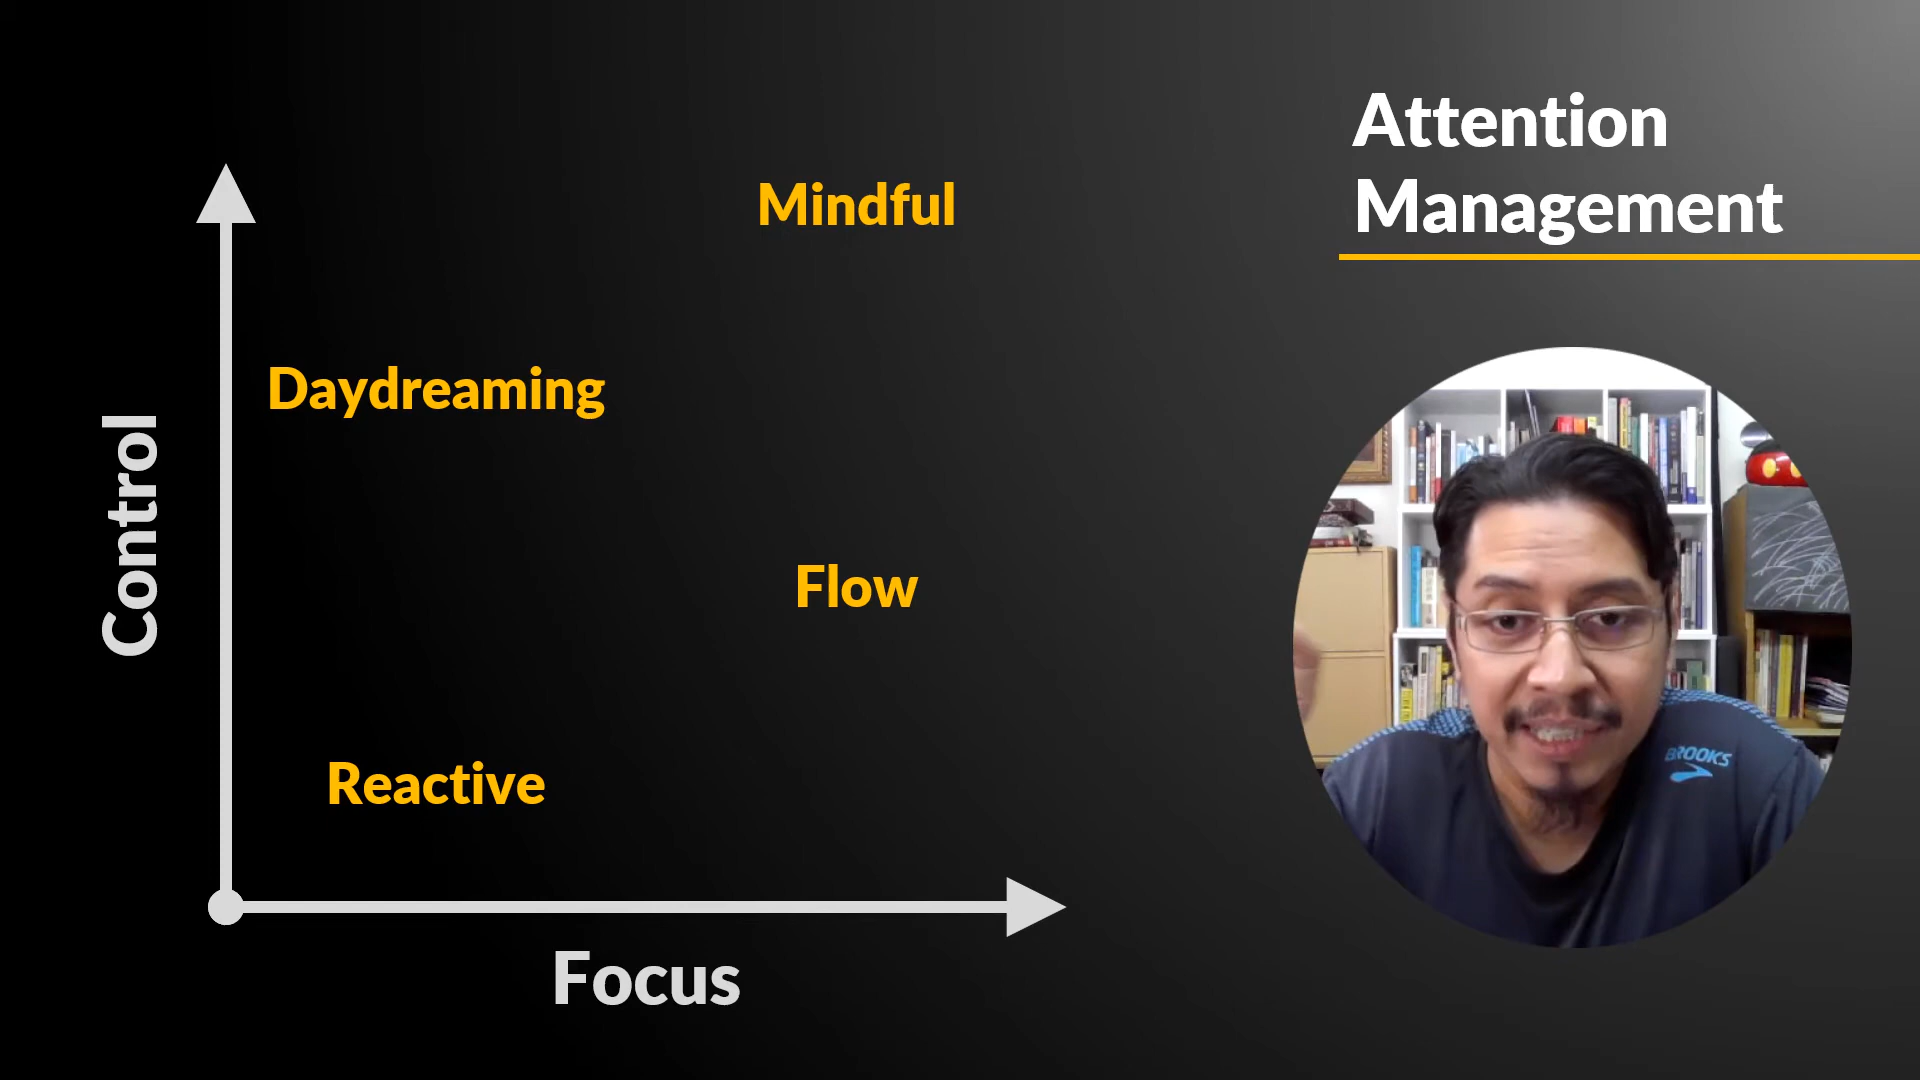 Attention
Management
Mindful
Daydreaming
Control
Flow
Reactive
Focus
BROOKS